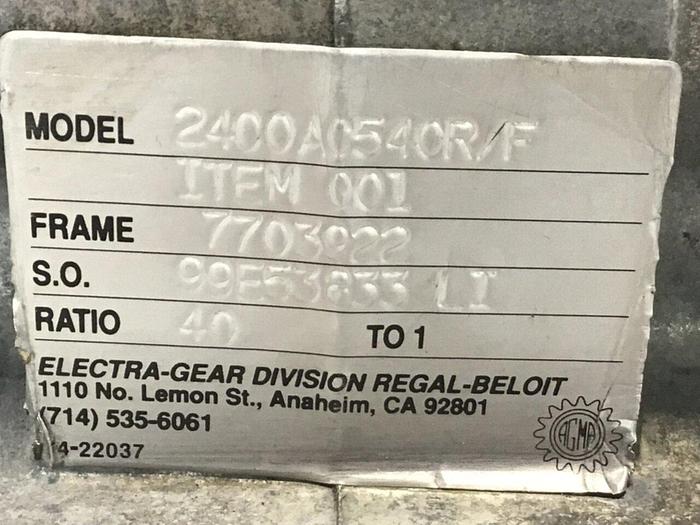 MODEL 2400AC540R/F
ITEM 001
FRAME 7703922
S.O. 99E53833 LI
RATIO 40 TO 1
ELECTRA-GEAR DIVISION REGAL-BELOIT
1110 No. Lemon St., Anaheim, CA 92801
(714) 535-6061
4-22037
AGMA